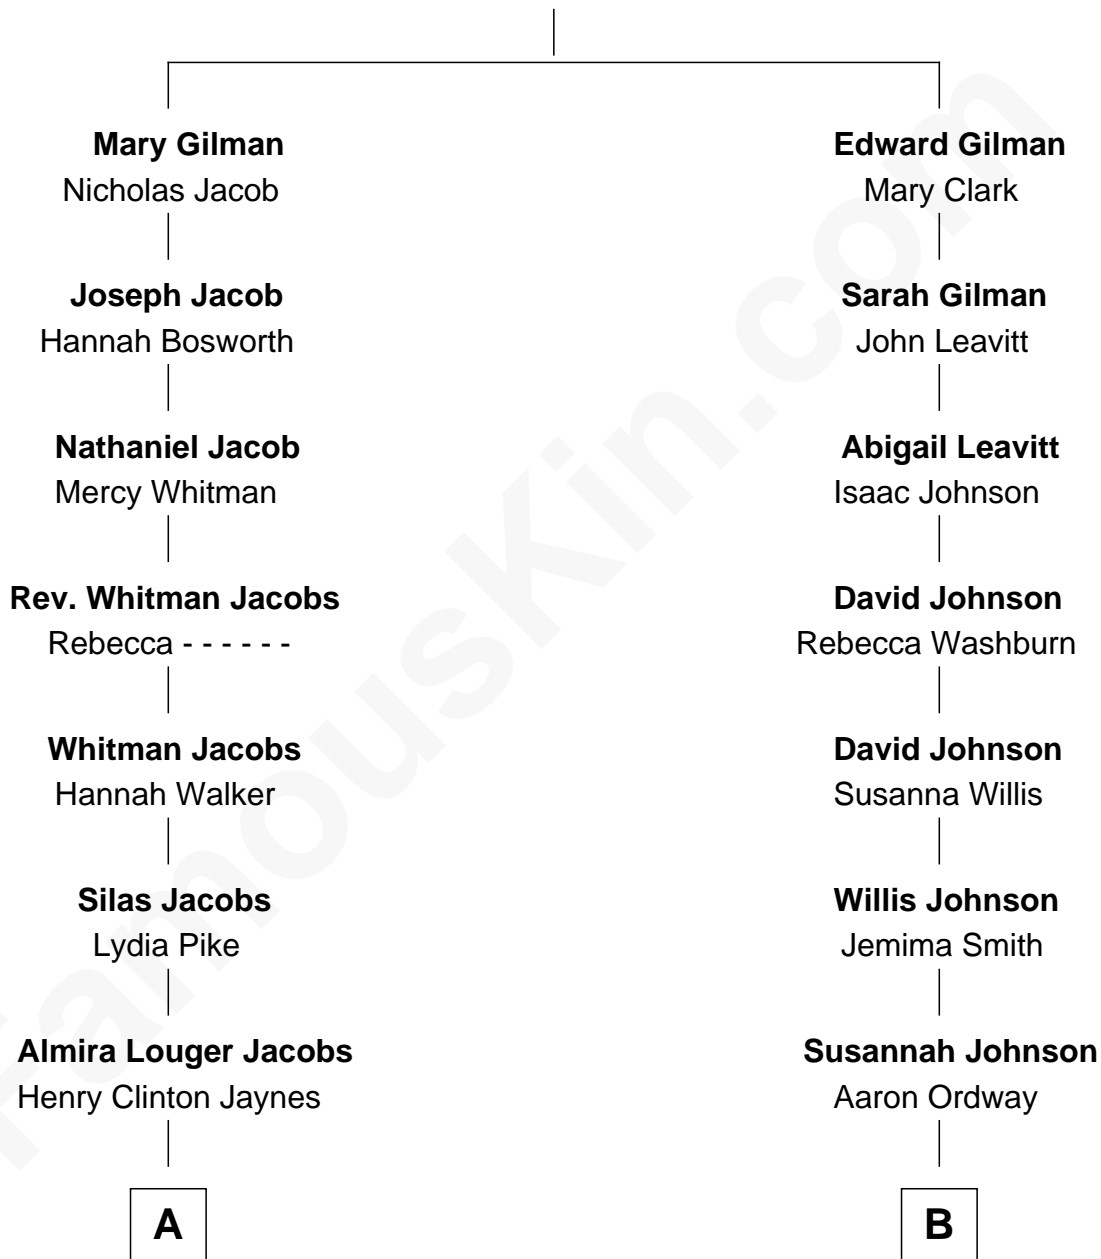 Mary Gilman
Nicholas Jacob
Edward Gilman
Mary Clark
Joseph Jacob
Hannah Bosworth
Sarah Gilman
John Leavitt
Nathaniel Jacob
Mercy Whitman
Abigail Leavitt
Isaac Johnson
Rev. Whitman Jacobs
Rebecca - - - - - -
David Johnson
Rebecca Washburn
Whitman Jacobs
Hannah Walker
David Johnson
Susanna Willis
Silas Jacobs
Lydia Pike
Willis Johnson
Jemima Smith
Almira Louger Jacobs
Henry Clinton Jaynes
Susannah Johnson
Aaron Ordway
A
B
FamousKin.com